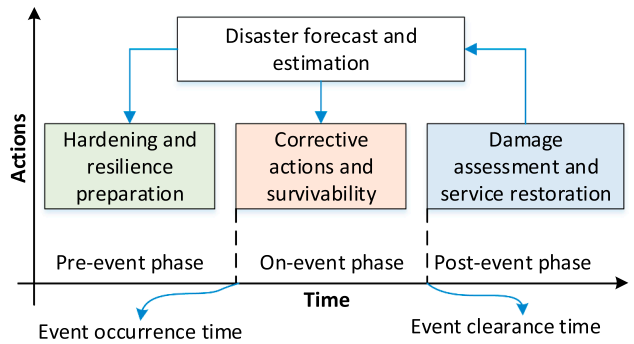 Disaster forecast and
estimation
Actions
Hardening and
resilience
preparation
Corrective
actions and
survivability
Damage
assessment and
service restoration
Pre-event phase
On-event phase
Post-event phase
Time
Event occurrence time
Event clearance time